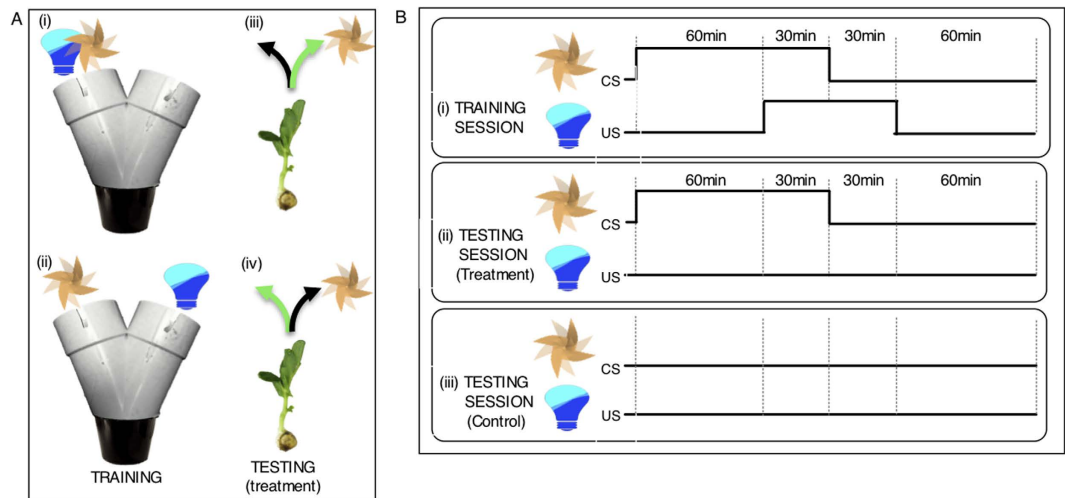 A
(i)
(iii)
(ii)
(iv)
TRAINING
TESTING
(treatment)
B
60min 30min 30min 60min
CS
(i) TRAINING
SESSION
US
60min 30min 30min 60min
CS
(ii) TESTING
SESSION
(Treatment)
US
CS
(iii) TESTING
SESSION
(Control)
US